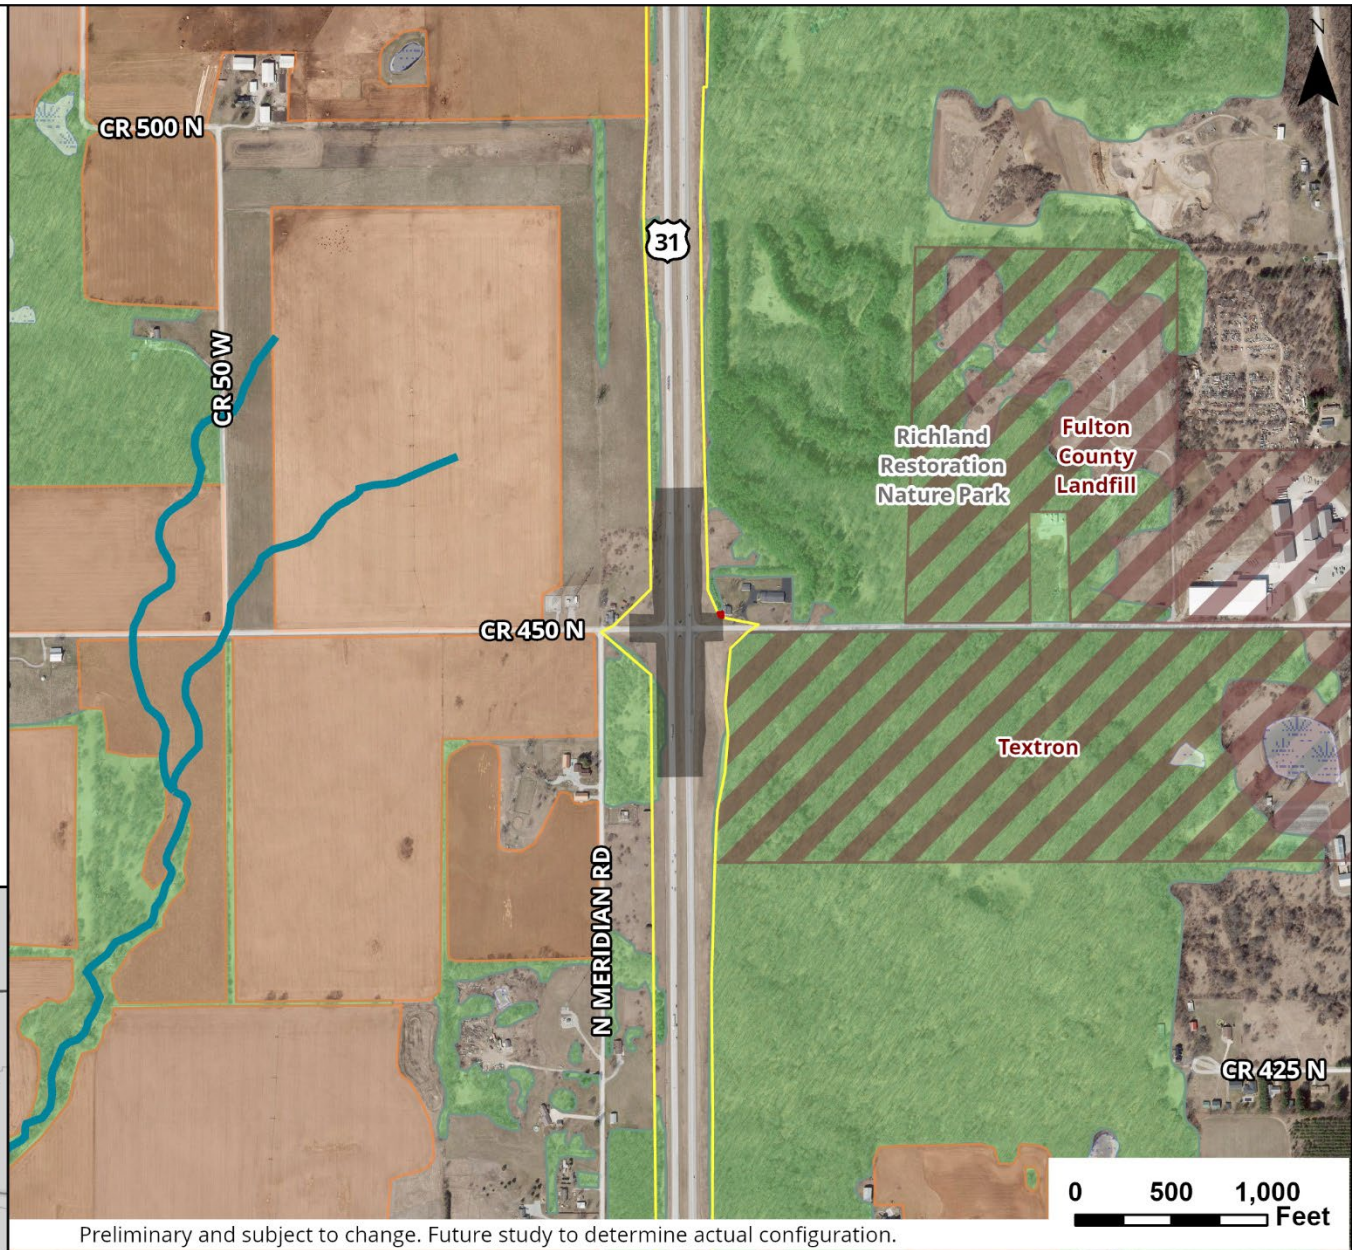 N
CR 500 N
31
CR 50 W
Richland
Restoration
Nature Park
Fulton
County
Landfill
CR 450 N
Textron
N MERIDIAN RD
CR 425 N
0 500 1,000
Feet
Preliminary and subject to change. Future study to determine actual configuration.